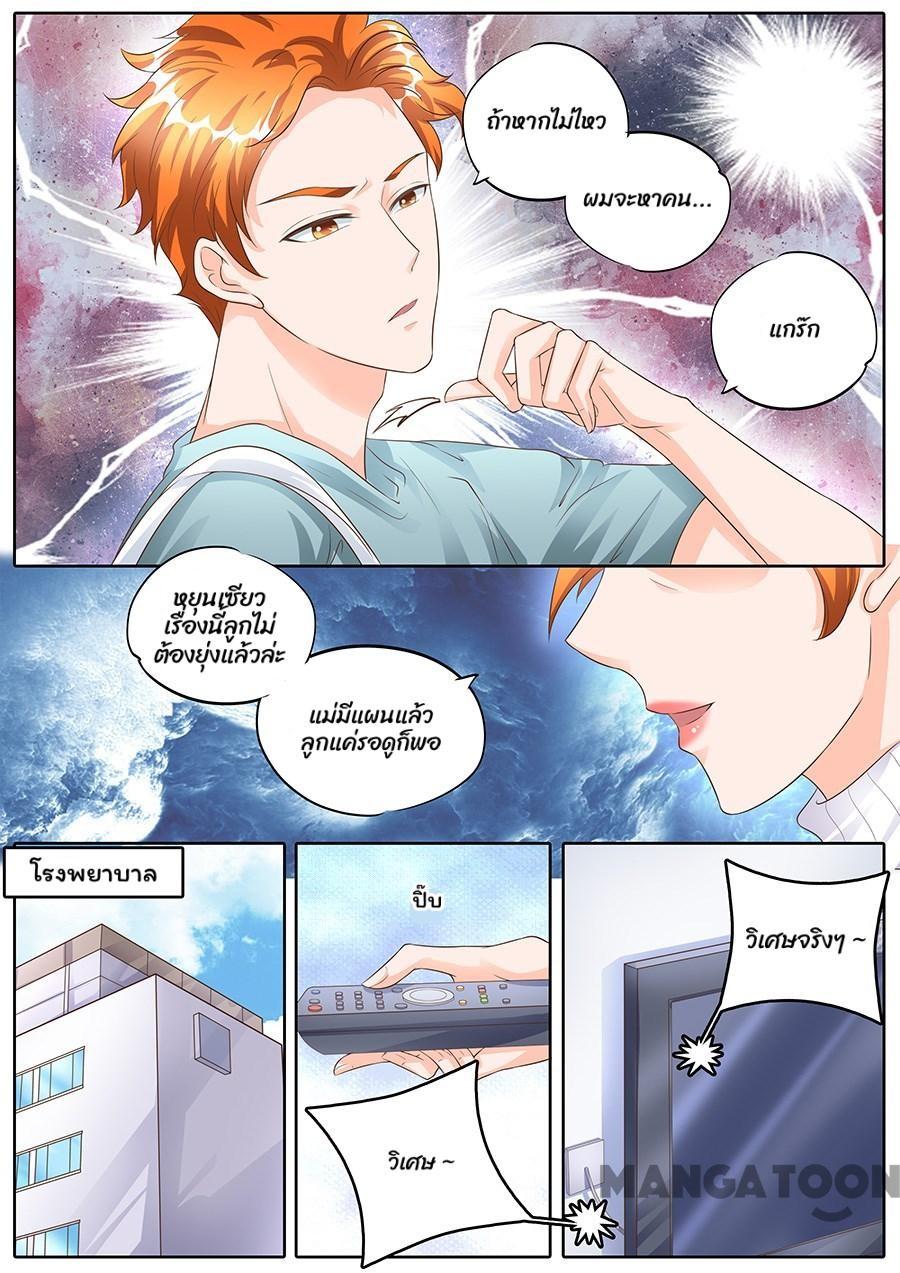 ถ้าหากไม่ไหว
ผมจะหาคน...
แกร๊ก
หยุนเซียว
เรื่องนี้ลูกไม่
ต้องยุ่งแล้วล่ะ
แม่มีแผนแล้ว
ลูกแค่รอดูก็พอ
โรงพยาบาล
ปิ๊บ
วิเศษจริงๆ ~
วิเศษ ~
MANGATOON